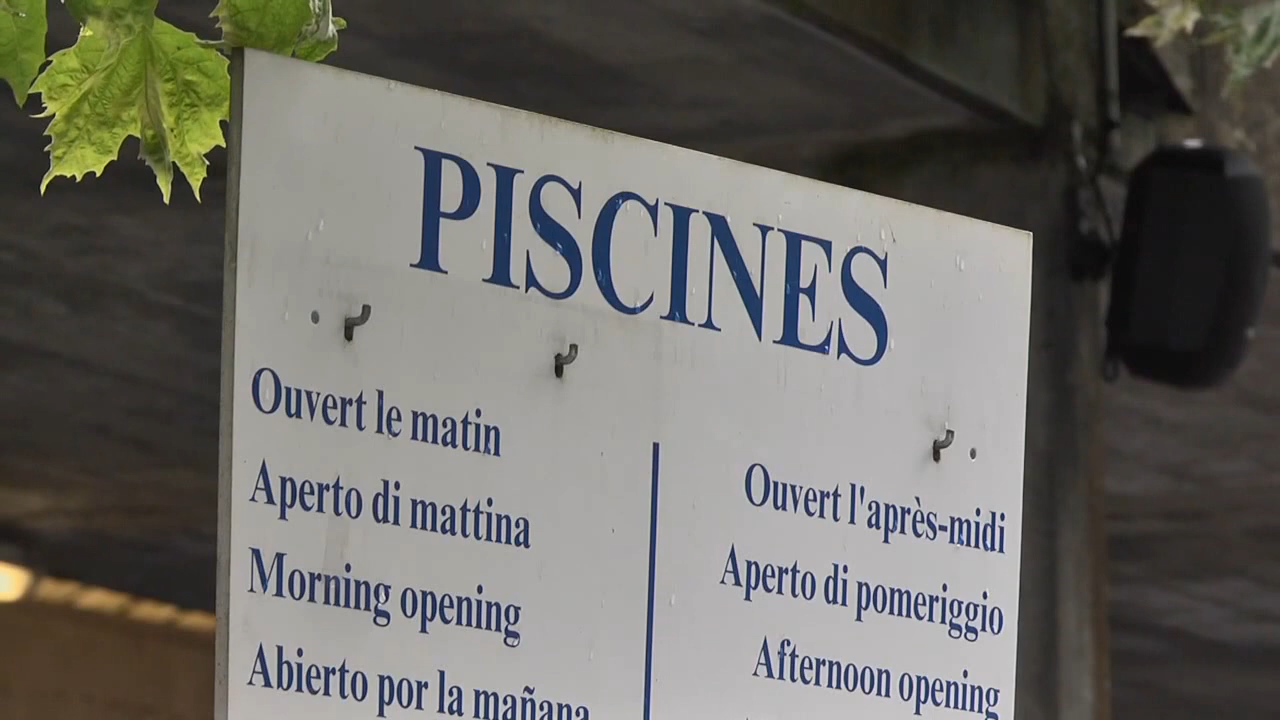 PISCINES
Ouvert le matin
Aperto di mattina
Morning opening
Abierto por la mañana
Ouvert l'après-midi
Aperto di pomeriggio
Afternoon opening